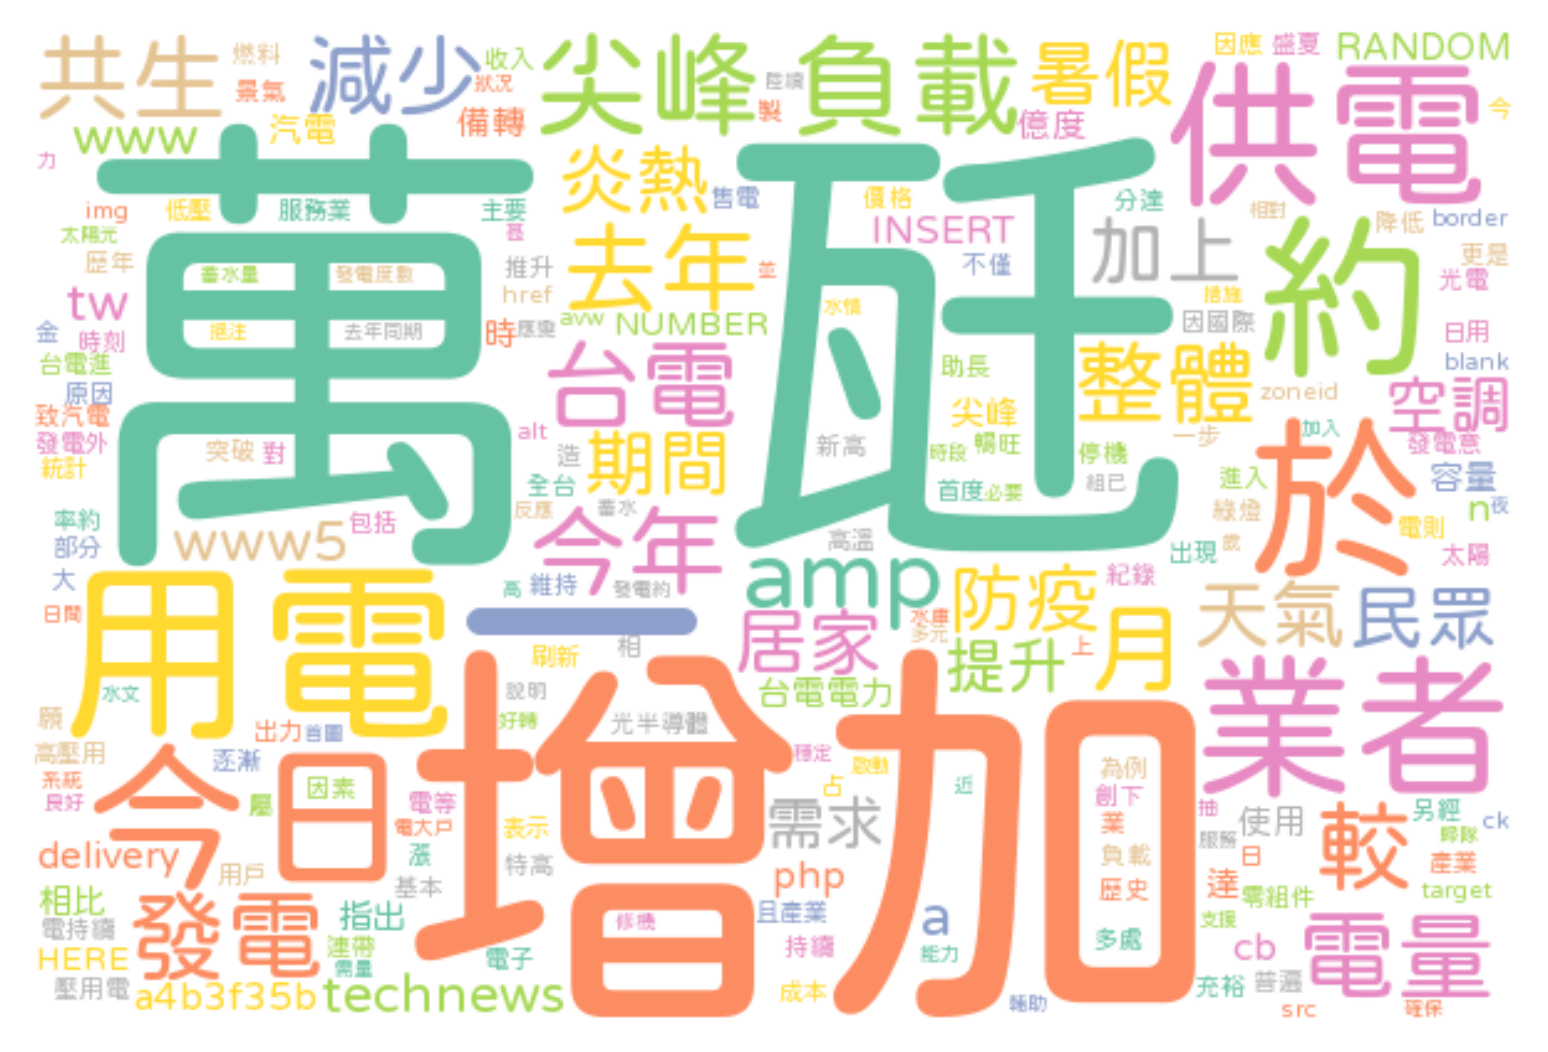 共生 燃料 減少 收入 尖峰負載 陸續 暑假 因應 盛夏 RANDOM
景氣 狀況 製 供電 今
www 汽電 備轉 億度
力 萬瓩 炎熱 售電 價格 分達 相對
img 低壓 服務業 主要 INSERT 加上 降低 border
太陽光 甚 約
歷年 蓄水量 發電度數 推升 去年 並 不僅 更是
tw href 水情 措施 光電
金 時刻 絕注 去年同期 時 應變 avw NUMBER 因國際 日用
台電進 台電 助長 整體 blank
原因 zoneid 空調
致汽電 尖峰 於 加入
發電外 突破 對 alt 期間 新高 時段 暢旺 停機 一步 發電意
統計 造 全台 首度 必要 組已 進入 容量
率約 包括 反應 蓄水 綠燈 n 夜
部分 www5 今年 高溫 出現 歲 電則 太陽
大 用電 高 維持 發電約 amp 防疫 紀錄 天氣 民眾
日間 一 居家 水庫 月
多元 上
相 刷新 提升
水文 說明 台電電力 業者
願 出力 首圖 好轉 光半導體
高壓用 逐漸 增加 穩定
系統 今日 因素 啟動 為例
良好 屬 電等 占 近 創下 抽 另經
電大戶 表示 需求 業 服務 使用 較 歸隊 ck
delivery 用戶 漲 特高 負載 日 產業
相比 基本 php 歷史 達 零組件 target
發電 指出 修機 且產業 a 支援
電持續 連帶 持續 多處 cb 電量
HERE 需量 電子 能力
壓用電 a4b3f35b technews 成本 輔助 充裕 普遍 src 確保